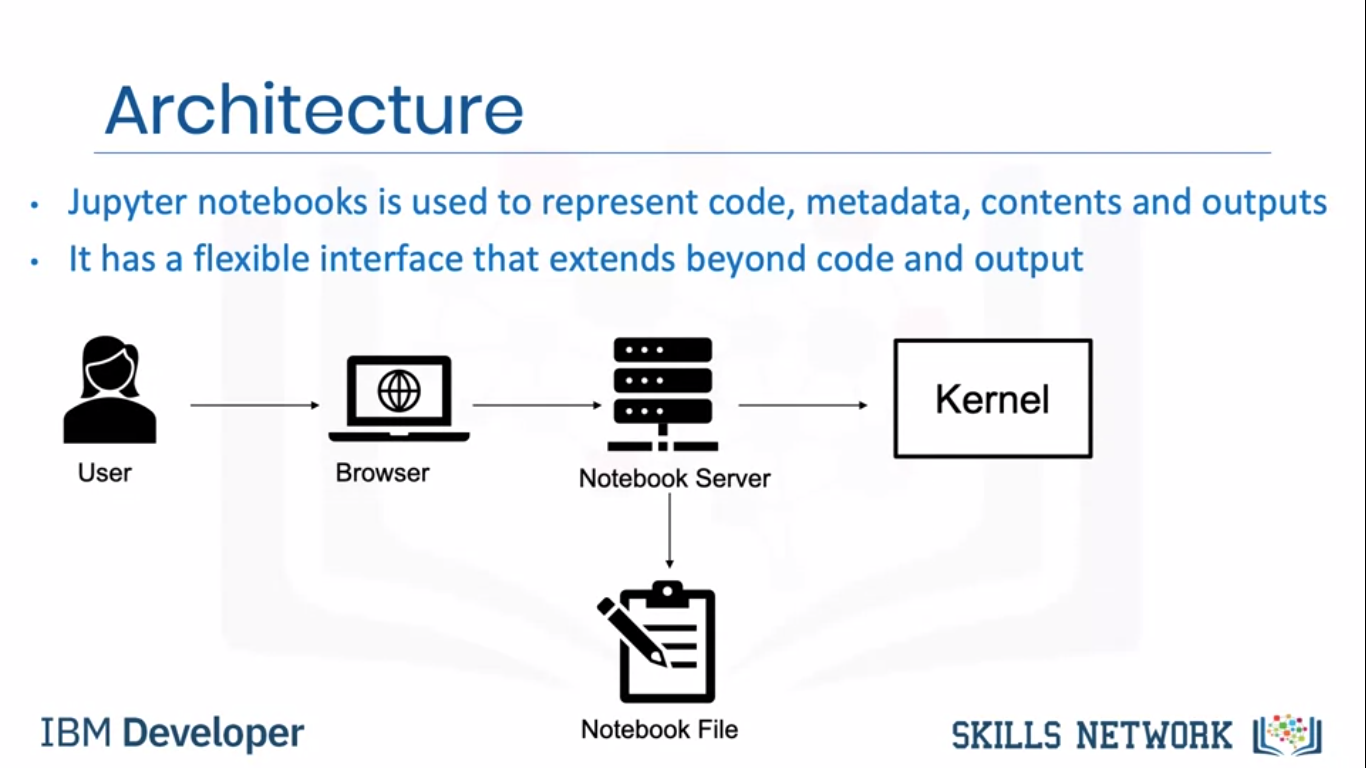 Architecture
• Jupyter notebooks is used to represent code, metadata, contents and outputs
• It has a flexible interface that extends beyond code and output
Kernel
User
Browser
Notebook Server
Notebook File
IBM Developer
SKILLS NETWORK